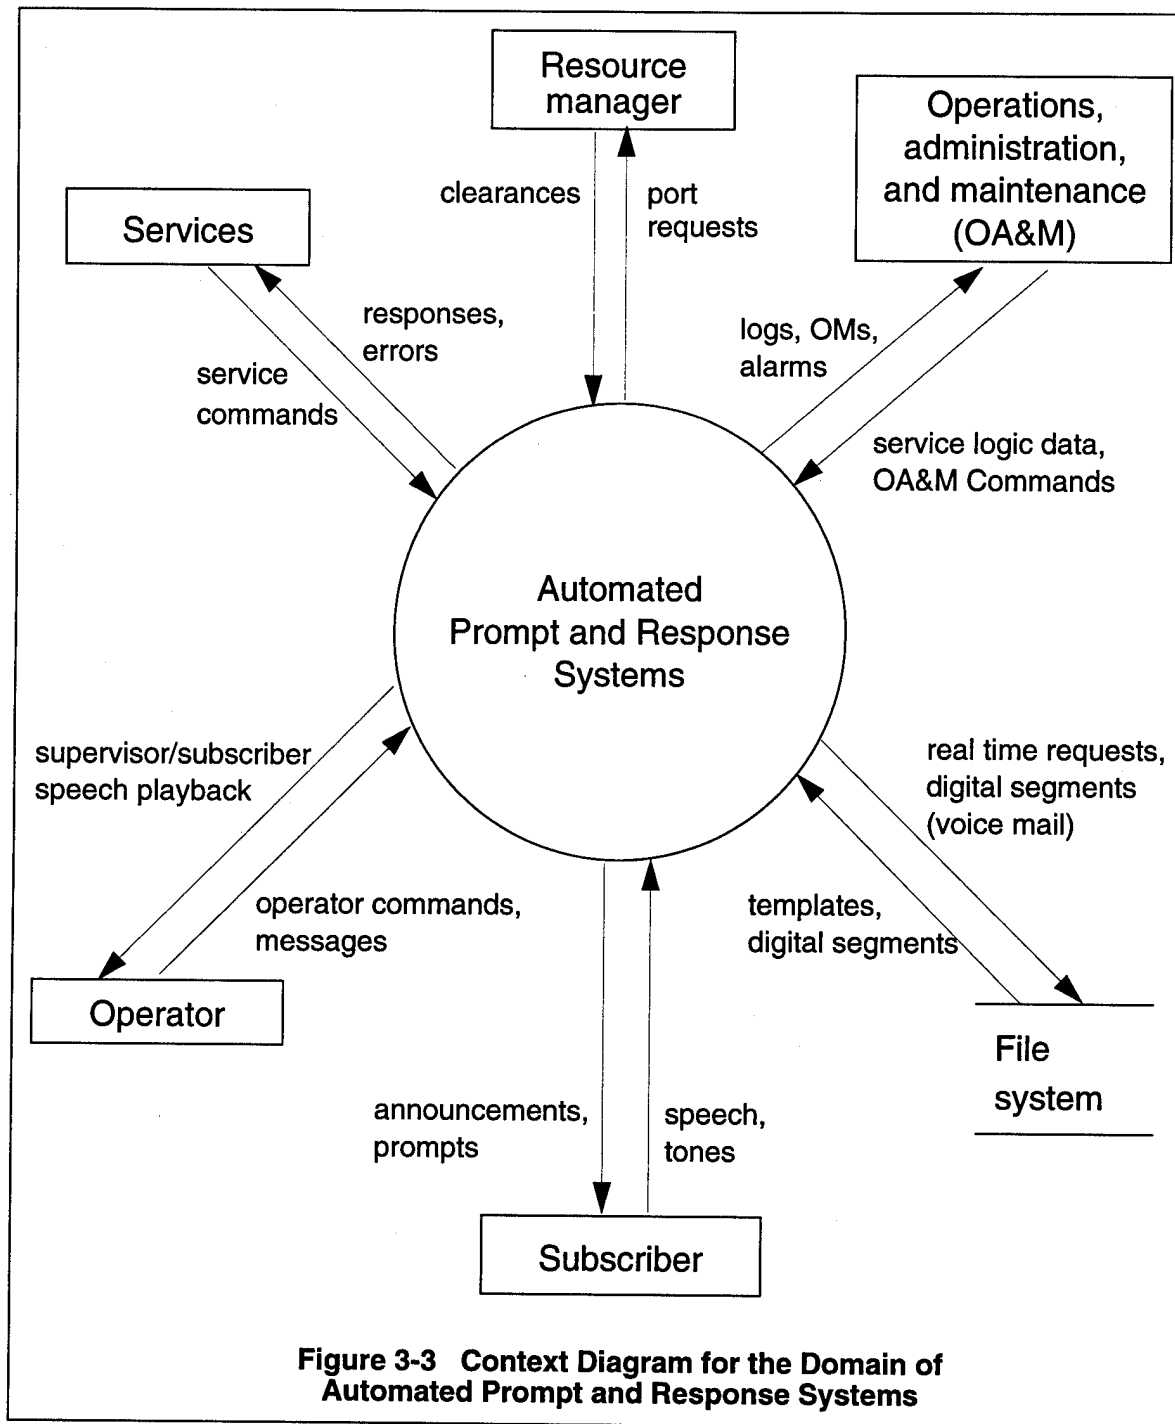 Resource
manager
Operations,
administration,
and maintenance
(OA&M)
clearances
port
requests
Services
responses,
errors
service
commands
logs, OMs,
alarms
service logic data,
OA&M Commands
Automated
Prompt and Response
Systems
supervisor/subscriber
speech playback
real time requests,
digital segments
(voice mail)
operator commands,
messages
templates,
digital segments
Operator
File
system
announcements,
prompts
speech,
tones
Subscriber
Figure 3-3 Context Diagram for the Domain of
Automated Prompt and Response Systems